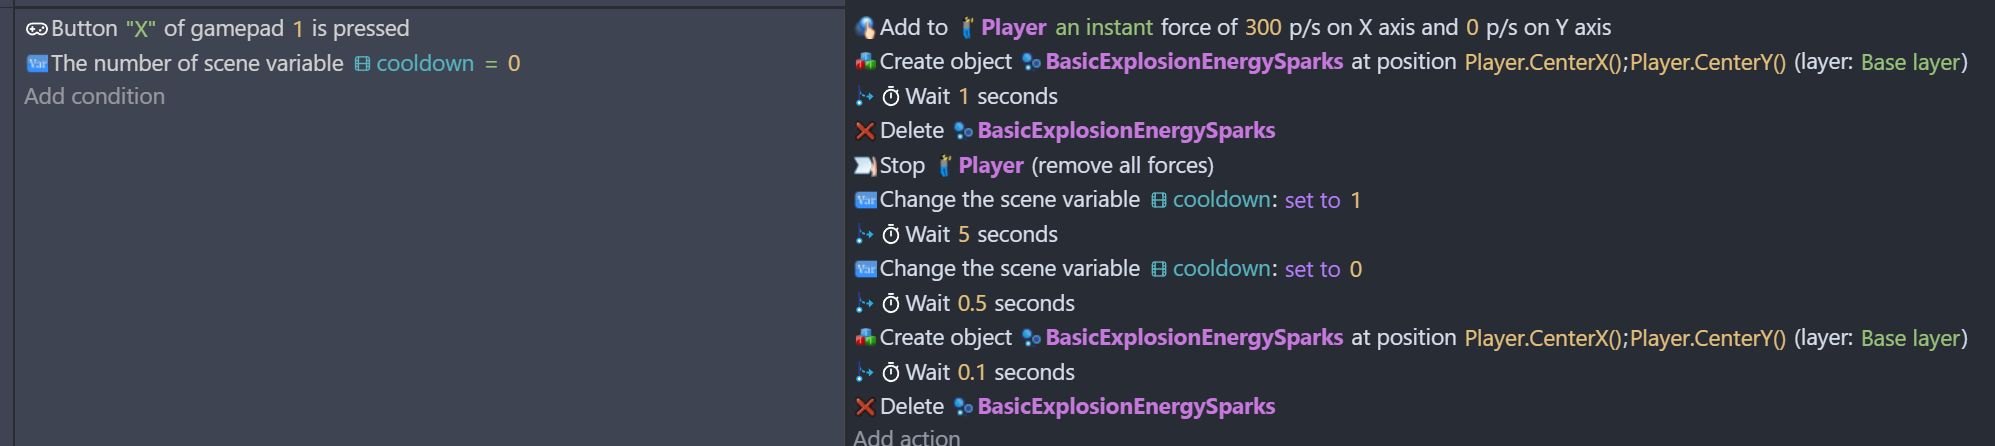 Button "X" of gamepad 1 is pressed
Var The number of scene variable cooldown = 0
Add condition
Add to Player an instant force of 300 p/s on X axis and 0 p/s on Y axis
Create object BasicExplosionEnergySparks at position Player.CenterX();Player.CenterY() (layer: Base layer)
Wait 1 seconds
Delete BasicExplosionEnergySparks
Stop Player (remove all forces)
Var Change the scene variable cooldown: set to 1
Wait 5 seconds
Var Change the scene variable cooldown: set to 0
Wait 0.5 seconds
Create object BasicExplosionEnergySparks at position Player.CenterX();Player.CenterY() (layer: Base layer)
Wait 0.1 seconds
Delete BasicExplosionEnergySparks
Add action